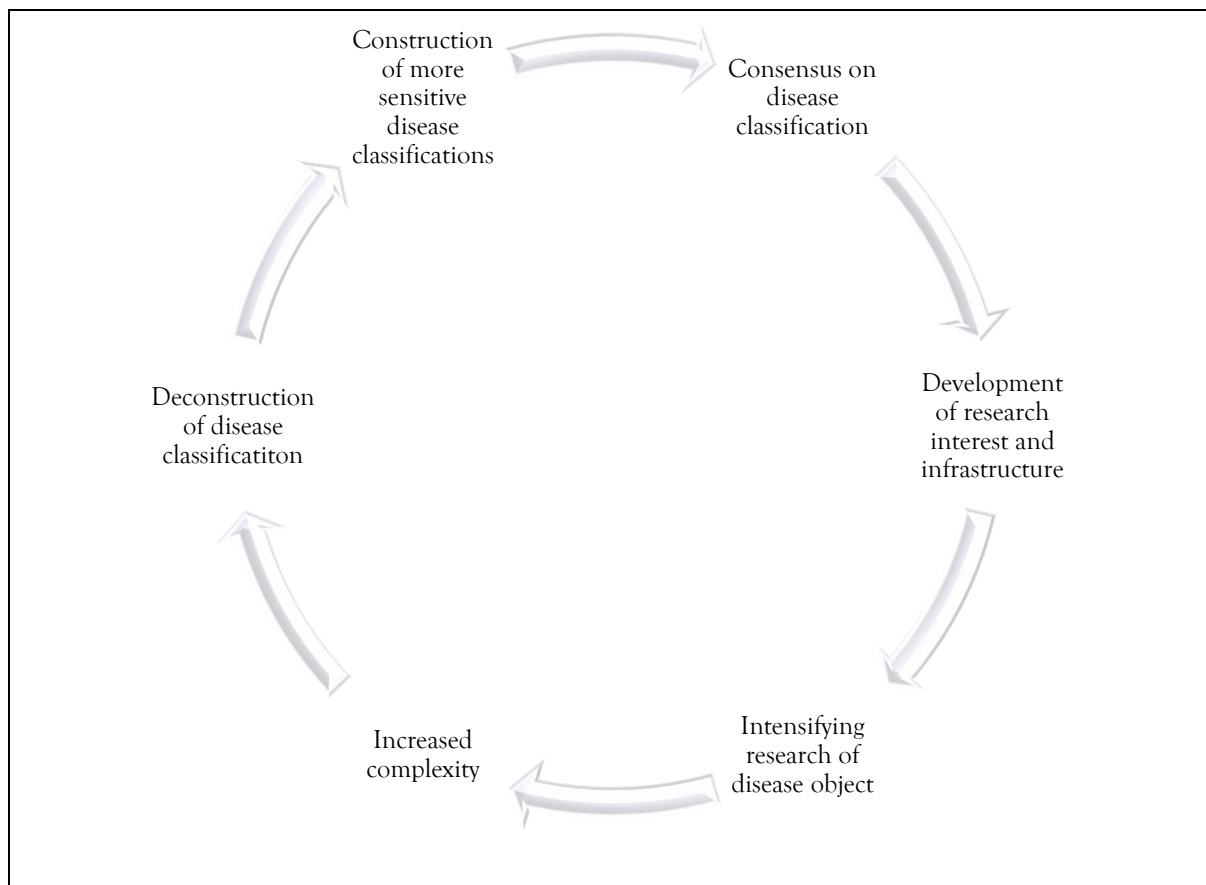 Construction
of more
sensitive
disease
classifications
Consensus on
disease
classification
Development
of research
interest and
infrastructure
Intensifying
research of
disease object
Increased
complexity
Deconstruction
of disease
classificatiton